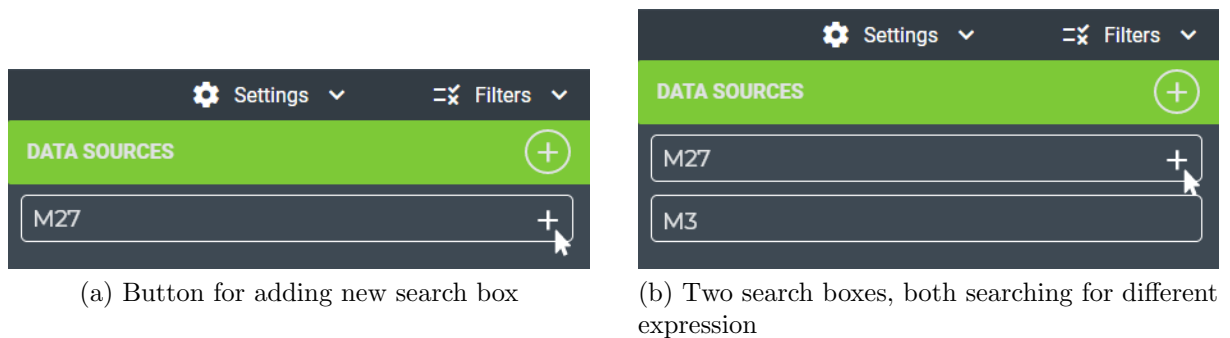 Settings Filters
DATA SOURCES
M27
(a) Button for adding new search box
Settings Filters
DATA SOURCES
M27
M3
(b) Two search boxes, both searching for different
expression